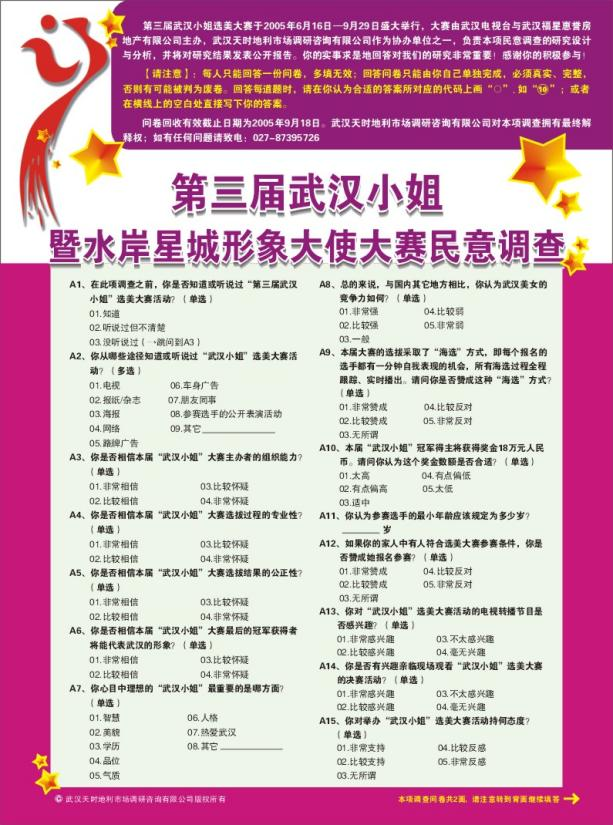 第三届武汉小姐选美大赛于2005年6月16日—9月29日盛大举行，大赛由武汉电视台与武汉福星惠誉房
地产有限公司主办，武汉天时地利市场调研咨询有限公司作为协办单位之一，负责本项民意调查的研究设计
与分析，并将对研究结果发表公开报告。你的实事求是地回答对我们的研究非常重要！感谢你的积极参与！
【请注意】：每人只能回答一份问卷，多填无效；回答问卷只能由你自己单独完成，必须真实、完整，
否则有可能被判为废卷。回答每道题时，请在你认为合适的答案所对应的代码上画“○”，如“⑩”；或者
在横线上的空白处直接写下你的答案。
问卷回收有效截止日期为2005年9月18日。武汉天时地利市场调研咨询有限公司对本项调查拥有最终解
释权；如有任何问题请致电：027-87395726
第三届武汉小姐
暨水岸星城形象大使大赛民意调查
A1、在此项调查之前，你是否知道或听说过“第三届武汉
小姐”选美大赛活动？（单选）
01.知道
02.听说过但不清楚
03.没听说过（→跳问到A3）
A2、你从哪些途径知道或听说过“武汉小姐”选美大赛活
动？（多选）
01.电视 06.车身广告
02.报纸/杂志 07.朋友同事
03.海报 08.参赛选手的公开表演活动
04.网络 09.其它
05.路牌广告
A3、你是否相信本届“武汉小姐”大赛主办者的组织能力？
（单选）
01.非常相信 03.比较怀疑
02.比较相信 04.非常怀疑
A4、你是否相信本届“武汉小姐”大赛选拔过程的专业性？
（单选）
01.非常相信 03.比较怀疑
02.比较相信 04.非常怀疑
A5、你是否相信本届“武汉小姐”大赛选拔结果的公正性？
（单选）
01.非常相信 03.比较怀疑
02.比较相信 04.非常怀疑
A6、你是否相信本届“武汉小姐”大赛最后的冠军获得者
将能代表武汉的形象？（单选）
01.非常相信 03.比较怀疑
02.比较相信 04.非常怀疑
A7、你心目中理想的“武汉小姐”最重要的是哪方面？
（单选）
01.智慧 06.人格
02.美貌 07.热爱武汉
03.学历 08.其它
04.品位
05.气质
A8、总的来说，与国内其它地方相比，你认为武汉美女的
竞争力如何？（单选）
01.非常强 04.比较弱
02.比较强 05.非常弱
03.一般
A9、本届大赛的选拔采取了“海选”方式，即每个报名的
选手都有一分钟自我表现的机会，所有海选过程全程
跟踪、实时播出。请问你是否赞成这种“海选”方式？
（单选）
01.非常赞成 04.比较反对
02.比较赞成 05.非常反对
03.无所谓
A10、本届“武汉小姐”冠军得主将获得奖金18万元人民
币。请问你认为这个奖金数额是否合适？（单选）
01.太高 04.有点偏低
02.有点偏高 05.太低
03.适中
A11、你认为参赛选手的最小年龄应该规定为多少岁？
岁
A12、如果你的家人中有人符合选美大赛参赛条件，你是
否赞成她报名参赛？（单选）
01.非常赞成 04.比较反对
02.比较赞成 05.非常反对
03.无所谓
A13、你对“武汉小姐”选美大赛活动的电视转播节目是
否感兴趣？（单选）
01.非常感兴趣 03.不太感兴趣
02.比较感兴趣 04.毫无兴趣
A14、你是否有兴趣亲临现场观看“武汉小姐”选美大赛
的决赛活动？（单选）
01.非常感兴趣 03.不太感兴趣
02.比较感兴趣 04.毫无兴趣
A15、你对举办“武汉小姐”选美大赛活动持何态度？
（单选）
01.非常支持 04.比较反感
02.比较支持 05.非常反感
03.无所谓
© 武汉天时地利市场调研咨询有限公司版权所有
本项调查问卷共2面，请注意转到背面继续填答→